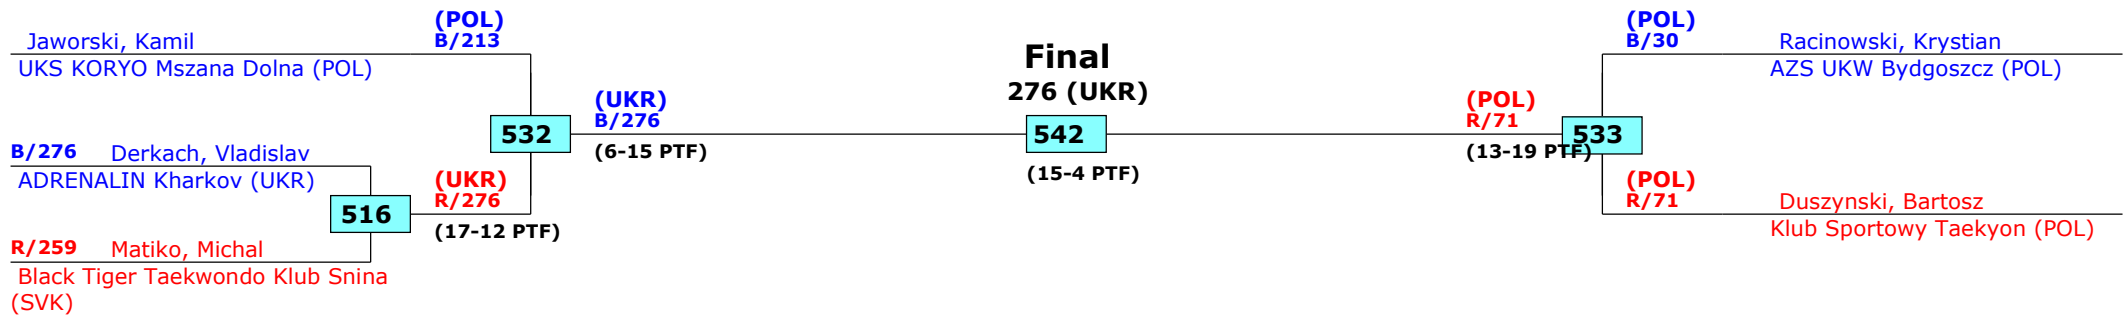 (POL)
B/213
Jaworski, Kamil
UKS KORYO Mszana Dolna (POL)
B/276 Derkach, Vladislav
ADRENALIN Kharkov (UKR)
R/259 Matiko, Michal
Black Tiger Taekwondo Klub Snina
(SVK)
516
(UKR)
R/276
(17-12 PTF)
532
(UKR)
B/276
(6-15 PTF)
Final
276 (UKR)
542
(15-4 PTF)
(POL)
R/71
(13-19 PTF)
533
(POL)
B/30
Racinowski, Krystian
AZS UKW Bydgoszcz (POL)
(POL)
R/71
Duszynski, Bartosz
Klub Sportowy Taekyon (POL)